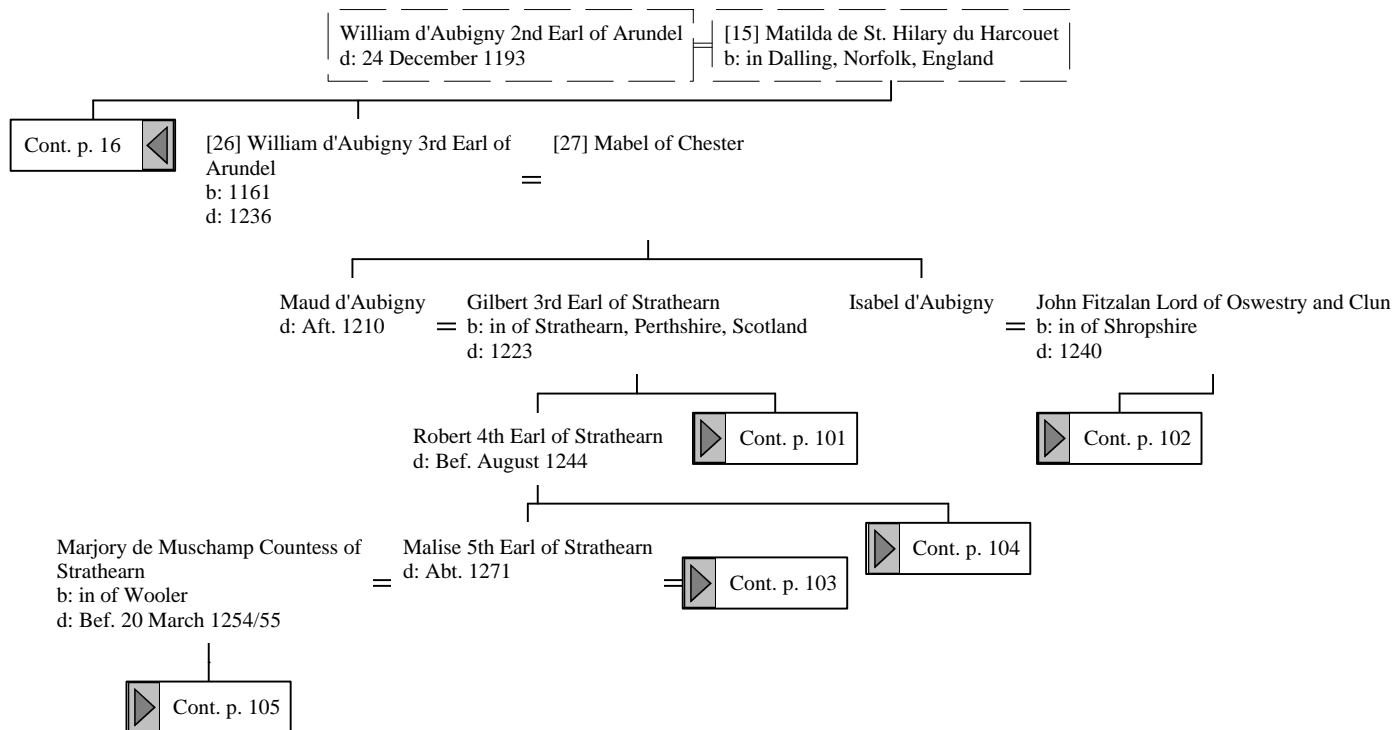 William d'Aubigny 2nd Earl of Arundel
d: 24 December 1193
[15] Matilda de St. Hilary du Harcouet
b: in Dalling, Norfolk, England
Cont. p. 16
[26] William d'Aubigny 3rd Earl of
Arundel
b: 1161
d: 1236
=
[27] Mabel of Chester
Maud d'Aubigny
d: Aft. 1210
=
Gilbert 3rd Earl of Strathearn
b: in of Strathearn, Perthshire, Scotland
d: 1223
Isabel d'Aubigny
=
John Fitzalan Lord of Oswestry and Clun
b: in of Shropshire
d: 1240
Robert 4th Earl of Strathearn
d: Bef. August 1244
Cont. p. 101
Cont. p. 102
Marjory de Muschamp Countess of
Strathearn
b: in of Wooler
d: Bef. 20 March 1254/55
=
Malise 5th Earl of Strathearn
d: Abt. 1271
=
Cont. p. 103
Cont. p. 104
Cont. p. 105